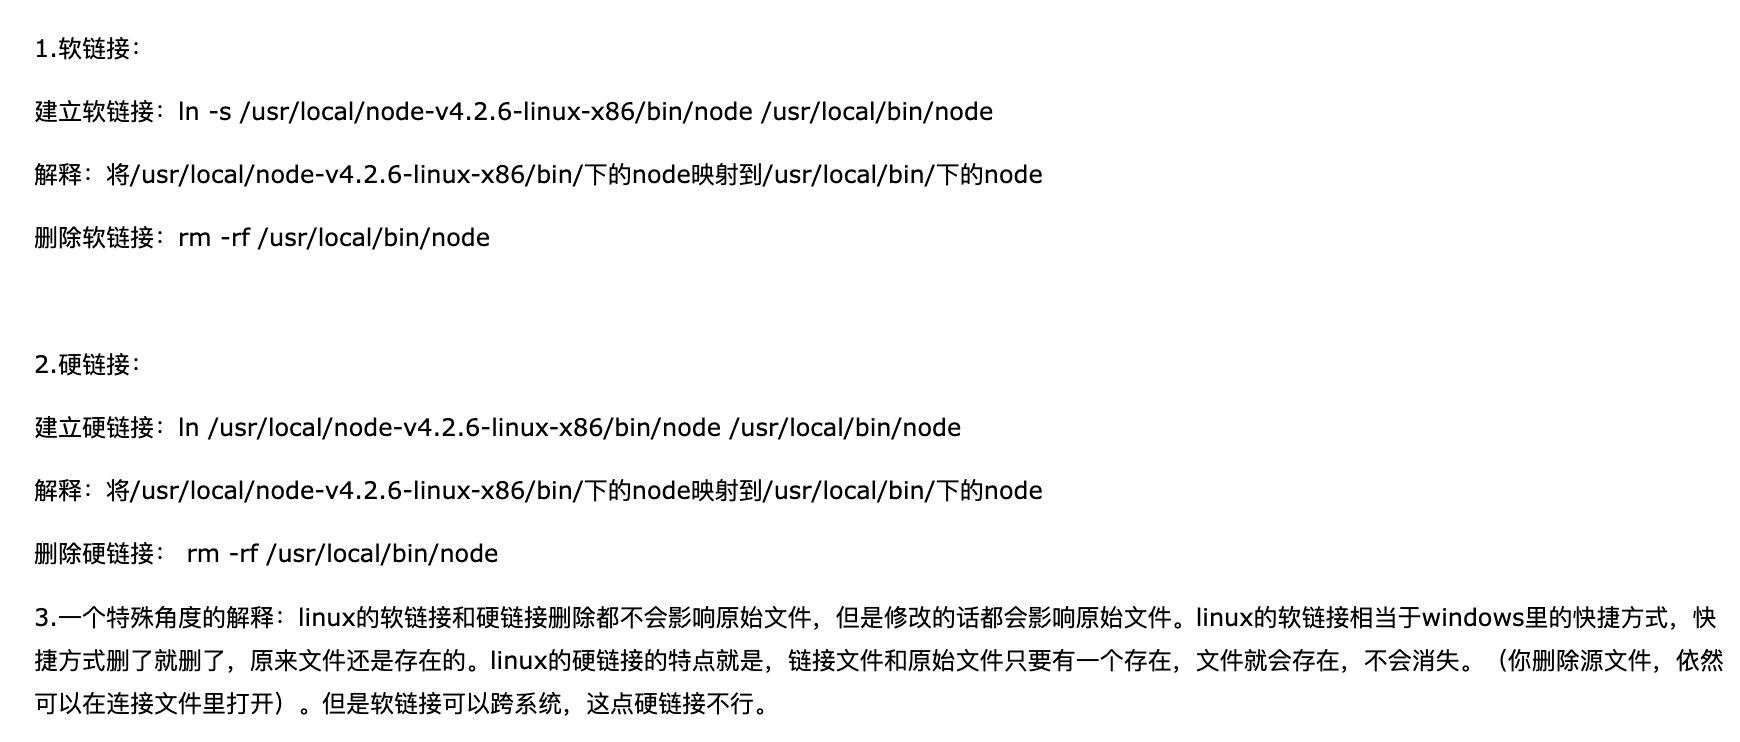 1.软链接：
建立软链接：ln -s /usr/local/node-v4.2.6-linux-x86/bin/node /usr/local/bin/node
解释：将/usr/local/node-v4.2.6-linux-x86/bin/下的node映射到/usr/local/bin/下的node
删除软链接：rm -rf /usr/local/bin/node
2.硬链接：
建立硬链接：ln /usr/local/node-v4.2.6-linux-x86/bin/node /usr/local/bin/node
解释：将/usr/local/node-v4.2.6-linux-x86/bin/下的node映射到/usr/local/bin/下的node
删除硬链接： rm -rf /usr/local/bin/node
3.一个特殊角度的解释：linux的软链接和硬链接删除都不会影响原始文件，但是修改的话都会影响原始文件。linux的软链接相当于windows里的快捷方式，快
捷方式删了就删了，原来文件还是存在的。linux的硬链接的特点就是，链接文件和原始文件只要有一个存在，文件就会存在，不会消失。（你删除源文件，依然
可以在连接文件里打开）。但是软链接可以跨系统，这点硬链接不行。